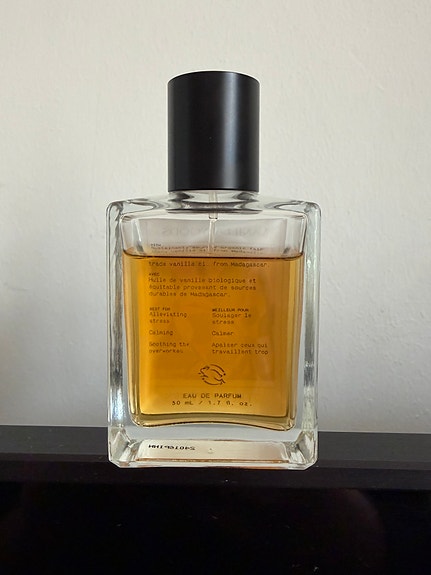 trade vanilla oil from Madagascar.
AVEC
Huile de vanille biologique et
équitable provenant de sources
durables de Madagascar.
BEST FOR
Alleviating
stress
Calming
Soothing the
overworked
MEILLEUR POUR
Soulager le
stress
Calmer
Apaiser ceux qui
travaillent trop
EAU DE PARFUM
50 mL / 1.7 fl. oz.